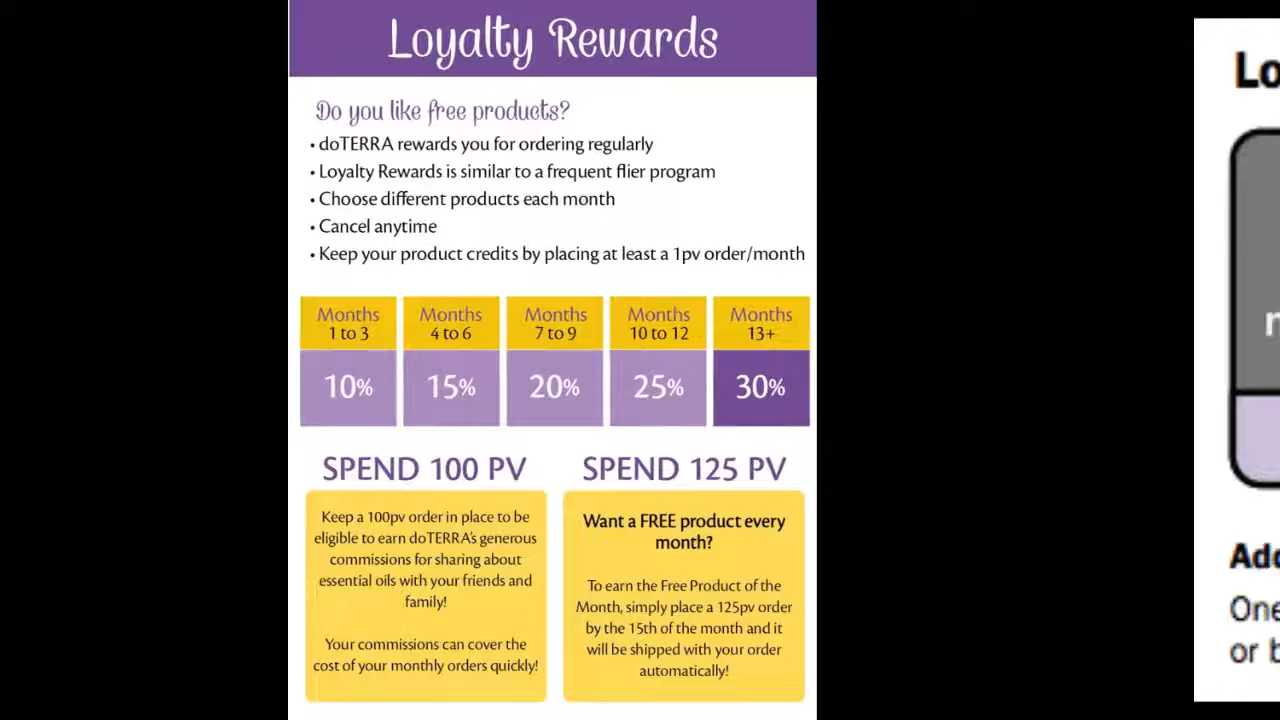 Loyalty Rewards
Do you like free products?
• doTERRA rewards you for ordering regularly
• Loyalty Rewards is similar to a frequent flier program
• Choose different products each month
• Cancel anytime
• Keep your product credits by placing at least a 1pv order/month
Months
1 to 3
10%
Months
4 to 6
15%
Months
7 to 9
20%
Months
10 to 12
25%
Months
13+
30%
SPEND 100 PV
Keep a 100pv order in place to be
eligible to earn doTERRA's generous
commissions for sharing about
essential oils with your friends and
family!
Your commissions can cover the
cost of your monthly orders quickly!
SPEND 125 PV
Want a FREE product every
month?
To earn the Free Product of the
Month, simply place a 125pv order
by the 15th of the month and it
will be shipped with your order
automatically!
One
or